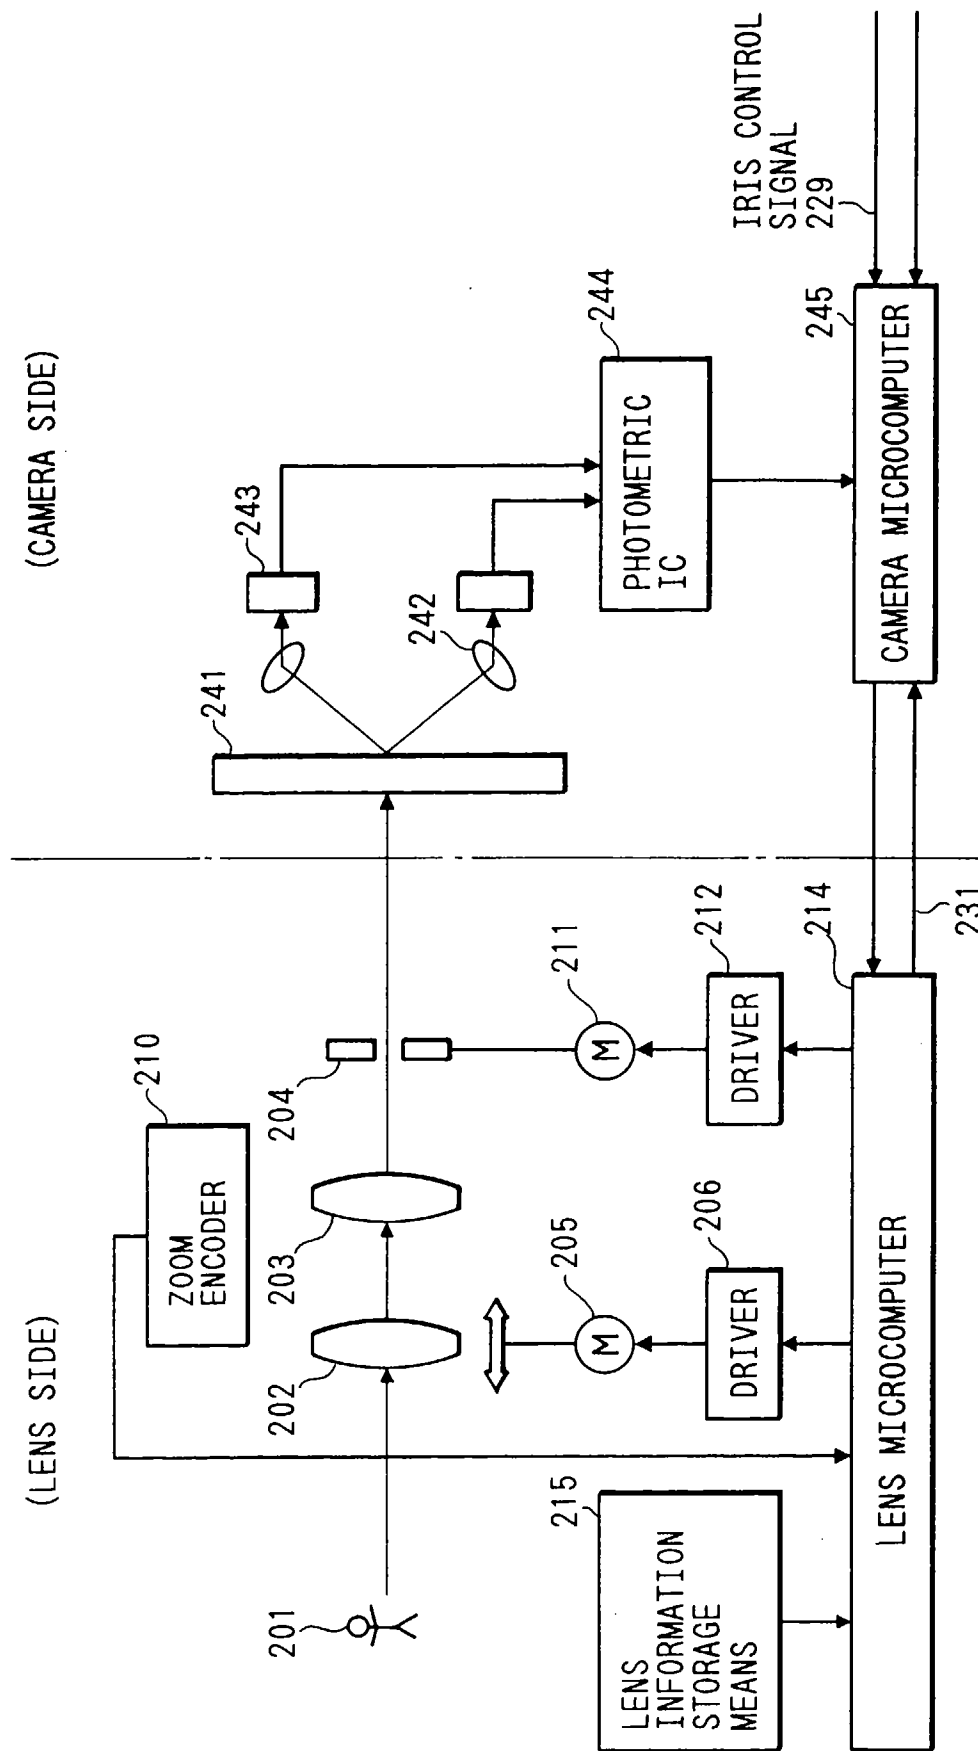 (LENS SIDE)
(CAMERA SIDE)
210
ZOOM
ENCODER
201
202
203
204
241
243
242
205
211
206
DRIVER
212
DRIVER
M
M
215
LENS
INFORMATION
STORAGE
MEANS
244
PHOTOMETRIC
IC
214
LENS MICROCOMPUTER
231
245
CAMERA MICROCOMPUTER
IRIS CONTROL
SIGNAL
229